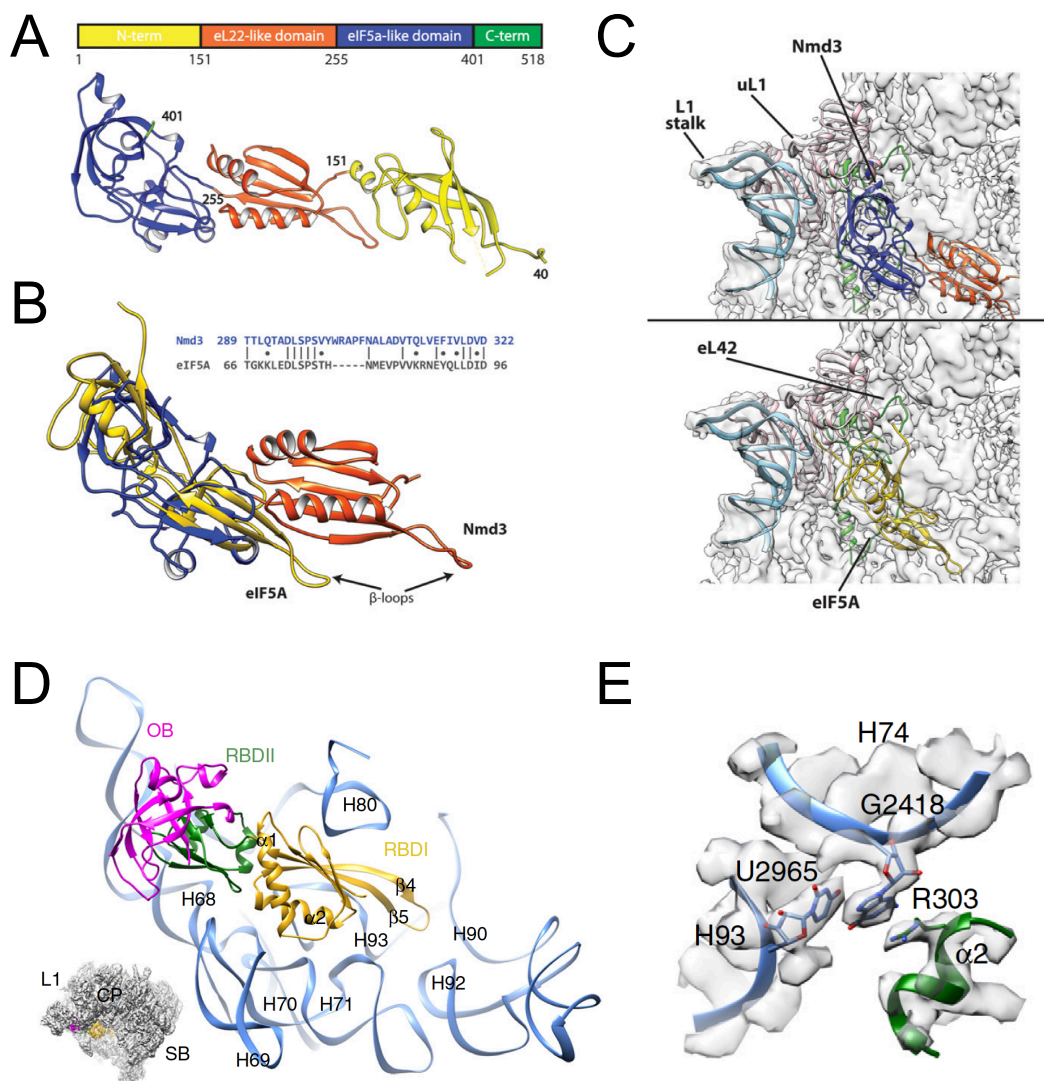 A
N-term eL22-like domain eIF5a-like domain C-term
1 151 255 401 518
401
151
255
40
B
Nmd3 289 TTLQTADLSPSVYWRAPFNALADVTQLVEFIVLDVD 322
eIF5A 66 TGKKLEDLSPSTH-----NMEVPVVKRNEYQLLDID 96
Nmd3
eIF5A
β-loops
C
Nmd3
uL1
L1
stalk
eL42
eIF5A
D
OB
RBDII
H80
α1
RBDI
β4
H68
α2
β5
H93
H90
L1
CP
H70
H71
H92
SB
H69
E
H74
G2418
U2965
R303
H93
α2